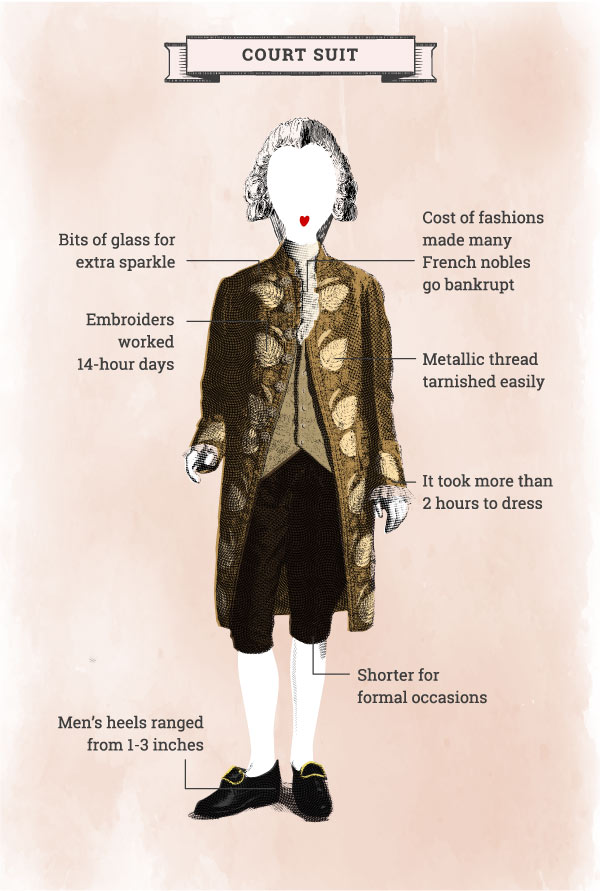 COURT SUIT
Bits of glass for
extra sparkle
Cost of fashions
made many
French nobles
go bankrupt
Embroiders
worked
14-hour days
Metallic thread
tarnished easily
It took more than
2 hours to dress
Shorter for
formal occasions
Men’s heels ranged
from 1-3 inches